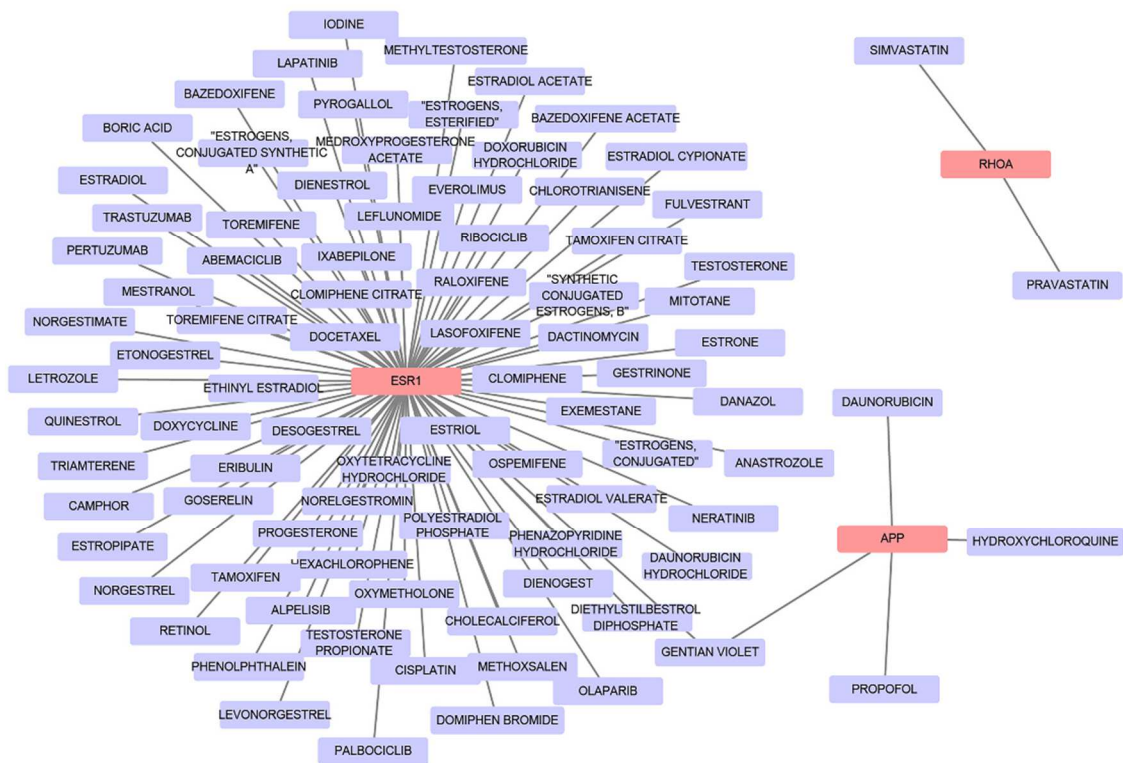 IODINE
METHYLTESTOSTERONE
SIMVASTATIN
LAPATINIB
ESTRADIOL ACETATE
BAZEDOXIFENE
PYROGALLOL
"ESTROGENS,
ESTERIFIED"
BAZEDOXIFENE ACETATE
BORIC ACID
"ESTROGENS,
CONJUGATED SYNTHETIC
A"
MEDROXYPROGESTERONE
ACETATE
DOXORUBICIN
HYDROCHLORIDE
ESTRADIOL CYPIONATE
RHOA
ESTRADIOL
DIENESTROL
EVEROLIMUS
CHLOROTRIANISENE
FULVESTRANT
TRASTUZUMAB
TOREMIFENE
LEFLUNOMIDE
RIBOCICLIB
TAMOXIFEN CITRATE
PERTUZUMAB
ABEMACICLIB
IXABEPILONE
TESTOSTERONE
MESTRANOL
CLOMIPHENE CITRATE
RALOXIFENE
"SYNTHETIC
CONJUGATED
ESTROGENS, B"
MITOTANE
PRAVASTATIN
NORGESTIMATE
TOREMIFENE CITRATE
DOCETAXEL
LASOFOXIFENE
DACTINOMYCIN
ESTRONE
ETONOGESTREL
LETROZOLE
ETHINYL ESTRADIOL
ESR1
CLOMIPHENE
GESTRINONE
DANAZOL
DAUNORUBICIN
QUINESTROL
DOXYCYCLINE
DESOGESTREL
ESTRIOL
EXEMESTANE
"ESTROGENS,
CONJUGATED"
ANASTROZOLE
TRIAMTERENE
ERIBULIN
OXYTETRACYCLINE
HYDROCHLORIDE
OSPEMIFENE
CAMPHOR
GOSERELIN
NORELGESTROMIN
ESTRADIOL VALERATE
NERATINIB
ESTROPIPATE
PROGESTERONE
POLYESTRADIOL
PHOSPHATE
PHENAZOPYRIDINE
HYDROCHLORIDE
DAUNORUBICIN
HYDROCHLORIDE
APP
HYDROXYCHLOROQUINE
NORGESTREL
TAMOXIFEN
HEXACHLOROPHENE
DIENOGEST
RETINOL
ALPELISIB
OXYMETHOLONE
CHOLECALCIFEROL
DIETHYLSTILBESTROL
DIPHOSPHATE
TESTOSTERONE
PROPIONATE
GENTIAN VIOLET
PHENOLPHTHALEIN
CISPLATIN
METHOXSALEN
OLAPARIB
PROPOFOL
LEVONORGESTREL
DOMIPHEN BROMIDE
PALBOCICLIB